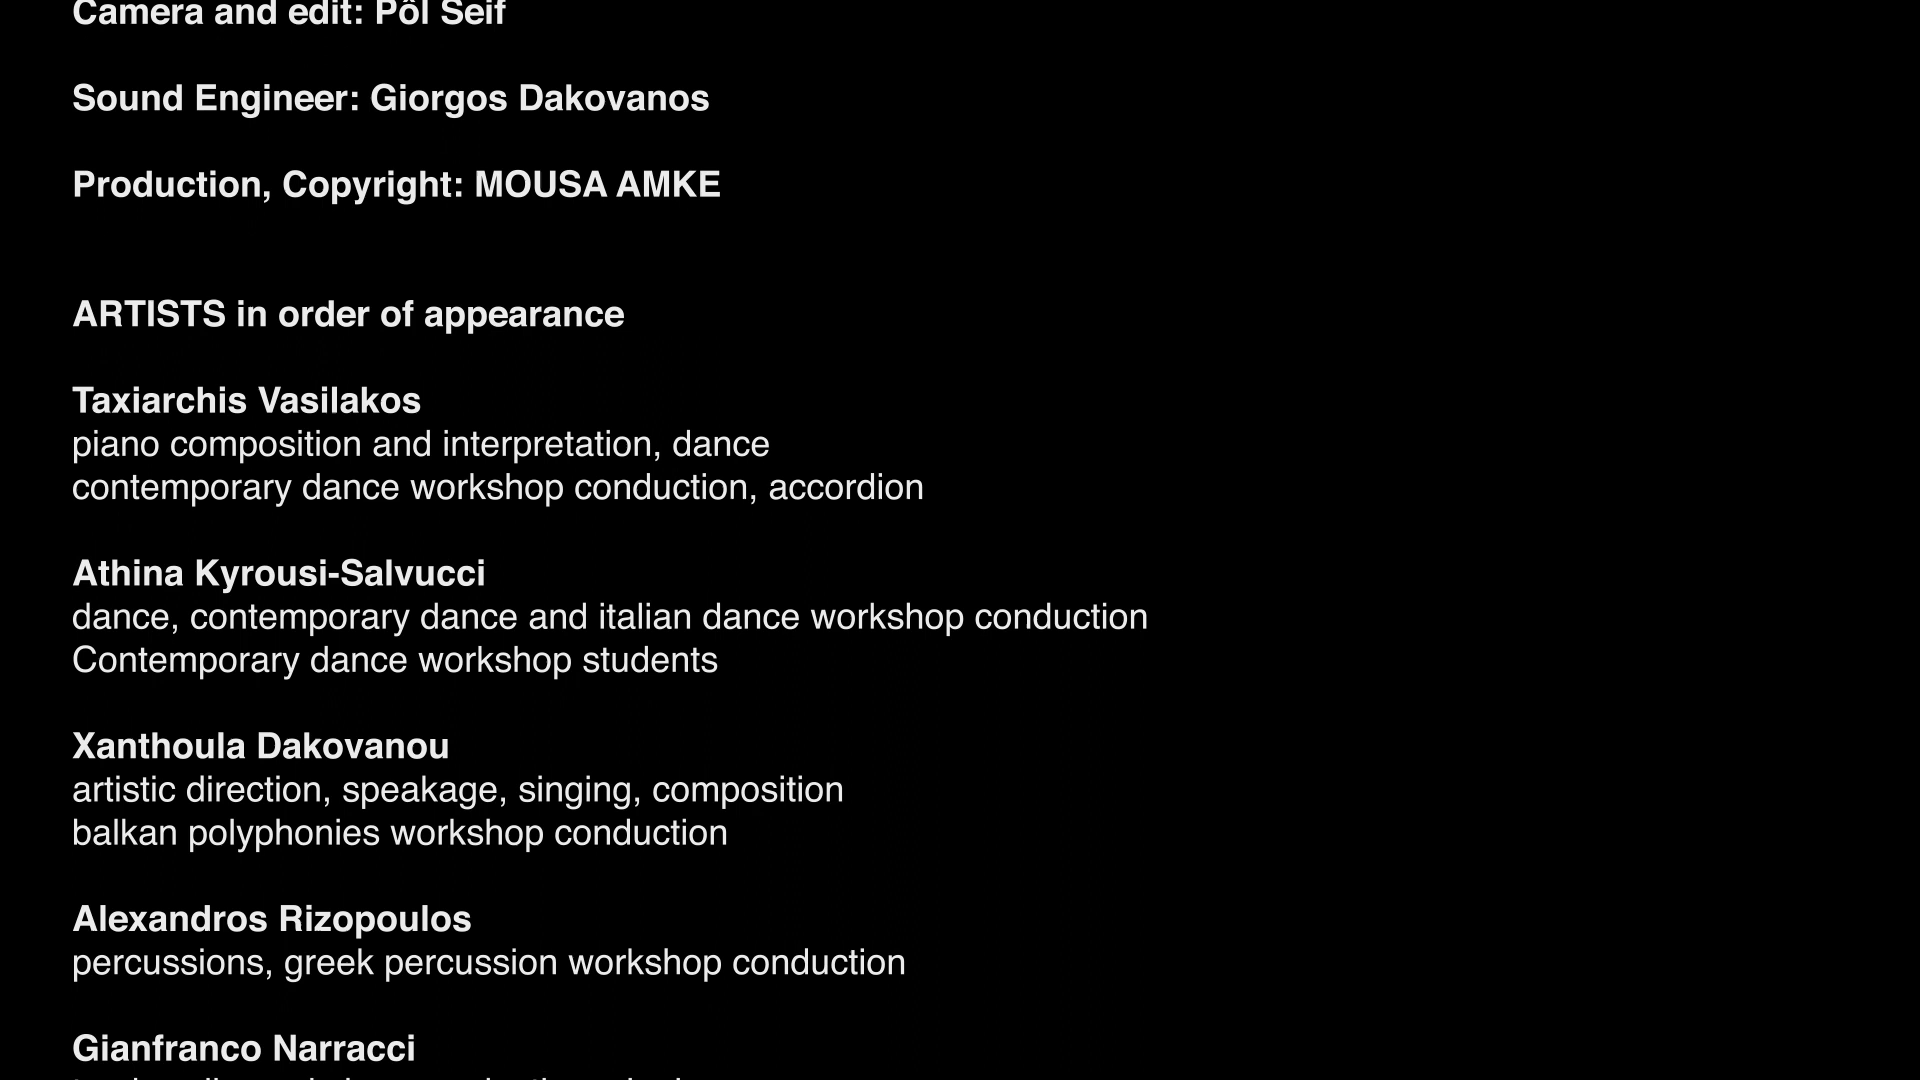 Camera and edit: Pôl Seif
Sound Engineer: Giorgos Dakovanos
Production, Copyright: MOUSA AMKE
ARTISTS in order of appearance
Taxiarchis Vasilakos
piano composition and interpretation, dance
contemporary dance workshop conduction, accordion
Athina Kyrousi-Salvucci
dance, contemporary dance and italian dance workshop conduction
Contemporary dance workshop students
Xanthoula Dakovanou
artistic direction, speakage, singing, composition
balkan polyphonies workshop conduction
Alexandros Rizopoulos
percussions, greek percussion workshop conduction
Gianfranco Narracci